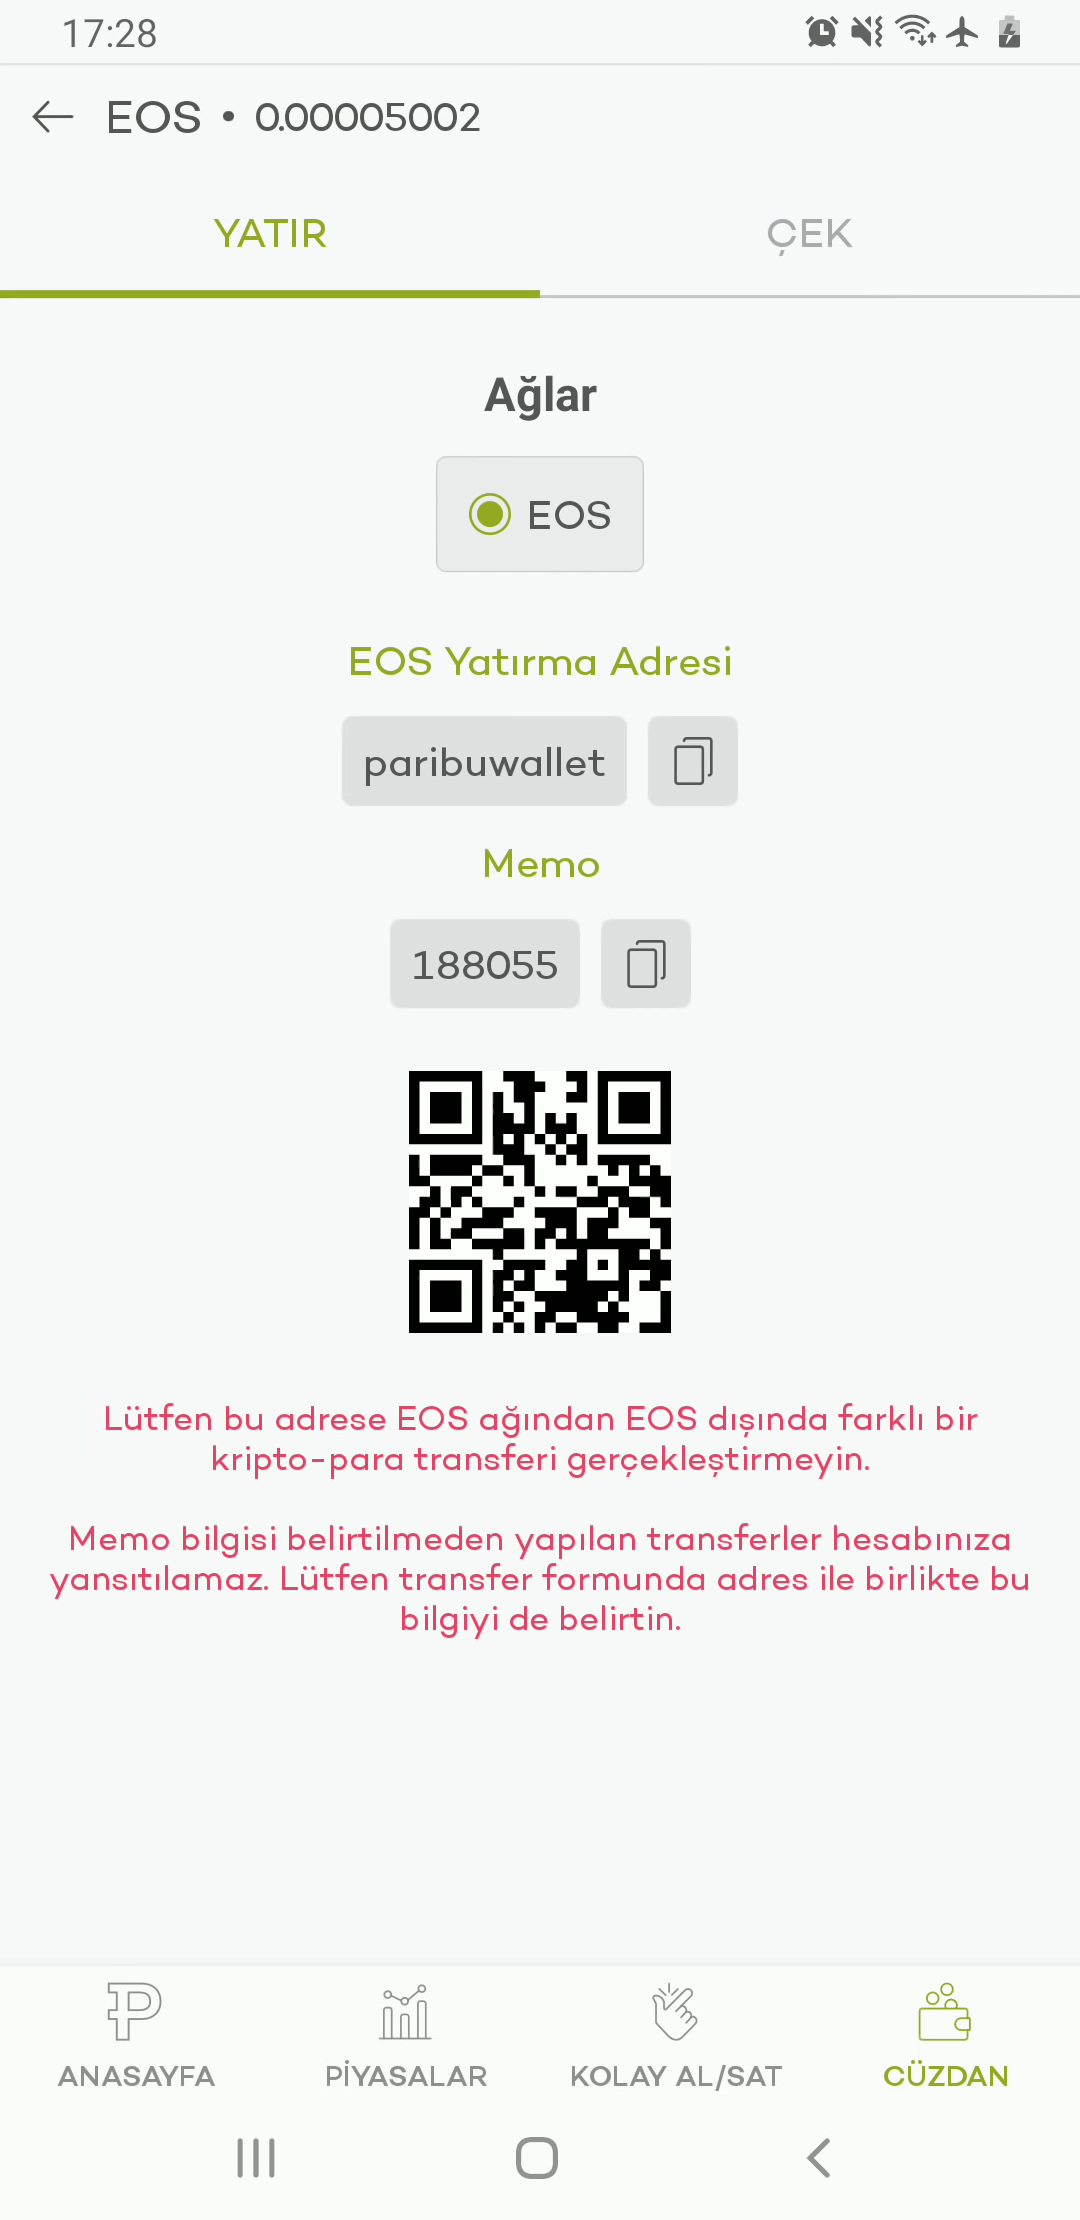 17:28
EOS • 0.00005002
YATIR
ÇEK
Ağlar
EOS
EOS Yatırma Adresi
paribuwallet
Memo
188055
Lütfen bu adrese EOS ağından EOS dışında farklı bir
kripto-para transferi gerçekleştirmeyin.
Memo bilgisi belirtilmeden yapılan transferler hesabınıza
yansıtılamaz. Lütfen transfer formunda adres ile birlikte bu
bilgiyi de belirtin.
ANASAYFA
PİYASALAR
KOLAY AL/SAT
CÜZDAN